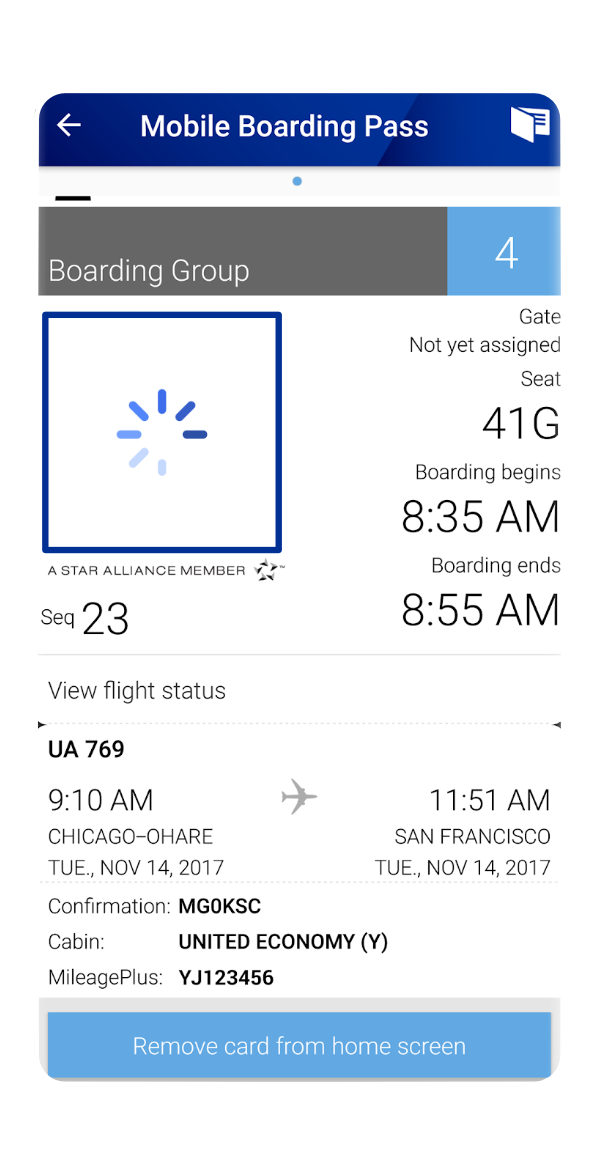 Mobile Boarding Pass
Boarding Group
4
Gate
Not yet assigned
Seat
41G
Boarding begins
8:35 AM
Boarding ends
8:55 AM
A STAR ALLIANCE MEMBER
Seq 23
View flight status
UA 769
9:10 AM
11:51 AM
CHICAGO-OHARE
SAN FRANCISCO
TUE., NOV 14, 2017
TUE., NOV 14, 2017
Confirmation: MG0KSC
Cabin: UNITED ECONOMY (Y)
MileagePlus: YJ123456
Remove card from home screen